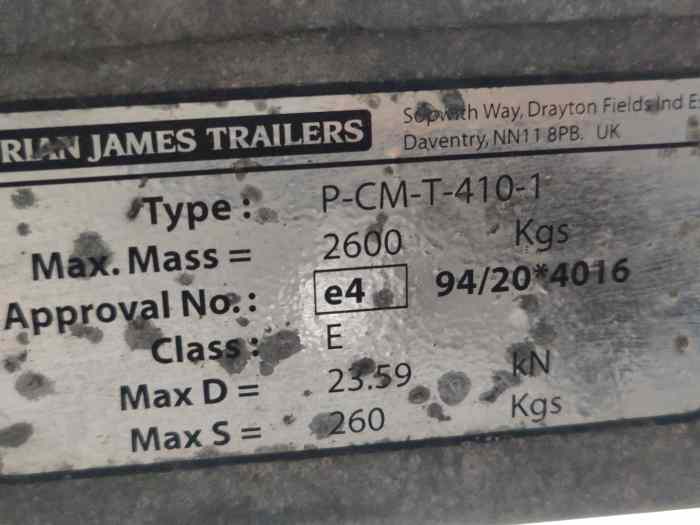 RIAN JAMES TRAILERS
Sopwith Way, Drayton Fields Ind E
Daventry, NN11 8PB. UK
Type : P-CM-T-410-1
Max. Mass = 2600 Kgs
Approval No.: e4 94/20*4016
Class : E
Max D = 23.59 kN
Max S = 260 Kgs